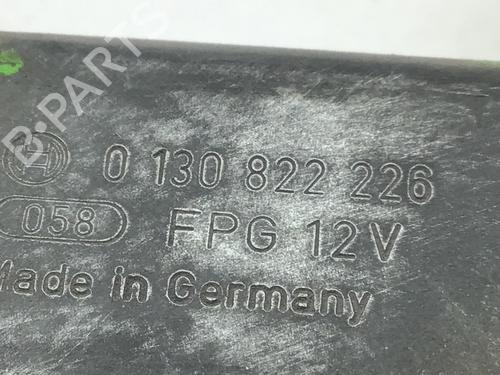 0 130 822 226
058 FPG 12V
Made in Germany
B-PARTS